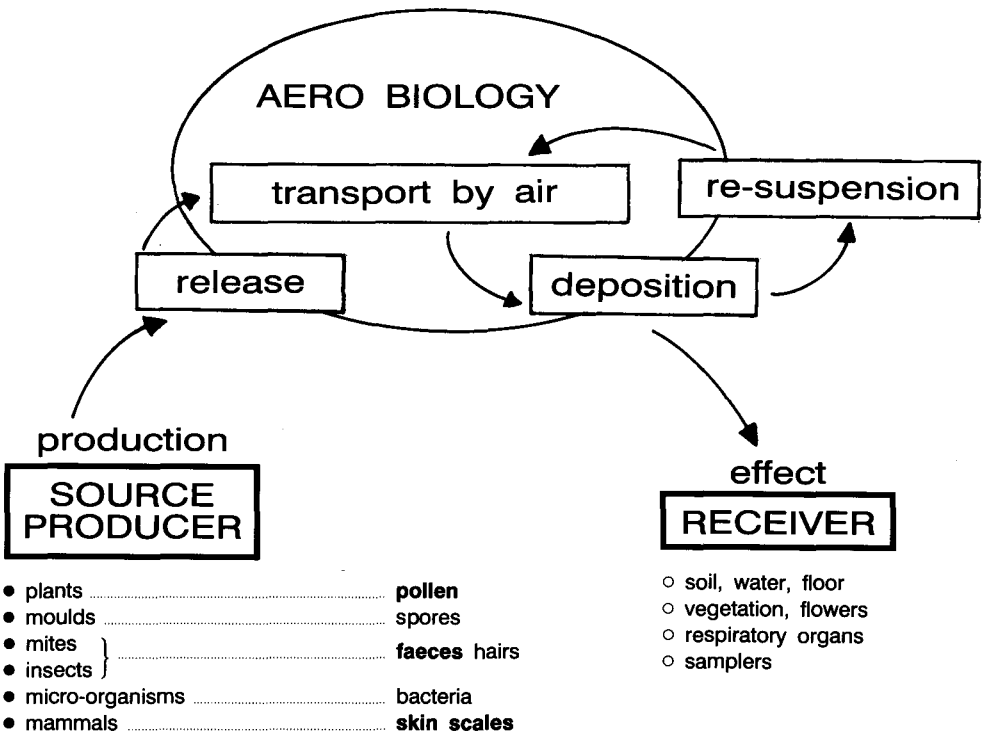 AERO BIOLOGY
transport by air
re-suspension
release
deposition
production
SOURCE
PRODUCER
effect
RECEIVER
● plants ........ pollen
● moulds ........ spores
● mites
● insects } ........ faeces hairs
● micro-organisms ........ bacteria
● mammals ........ skin scales
○ soil, water, floor
○ vegetation, flowers
○ respiratory organs
○ samplers